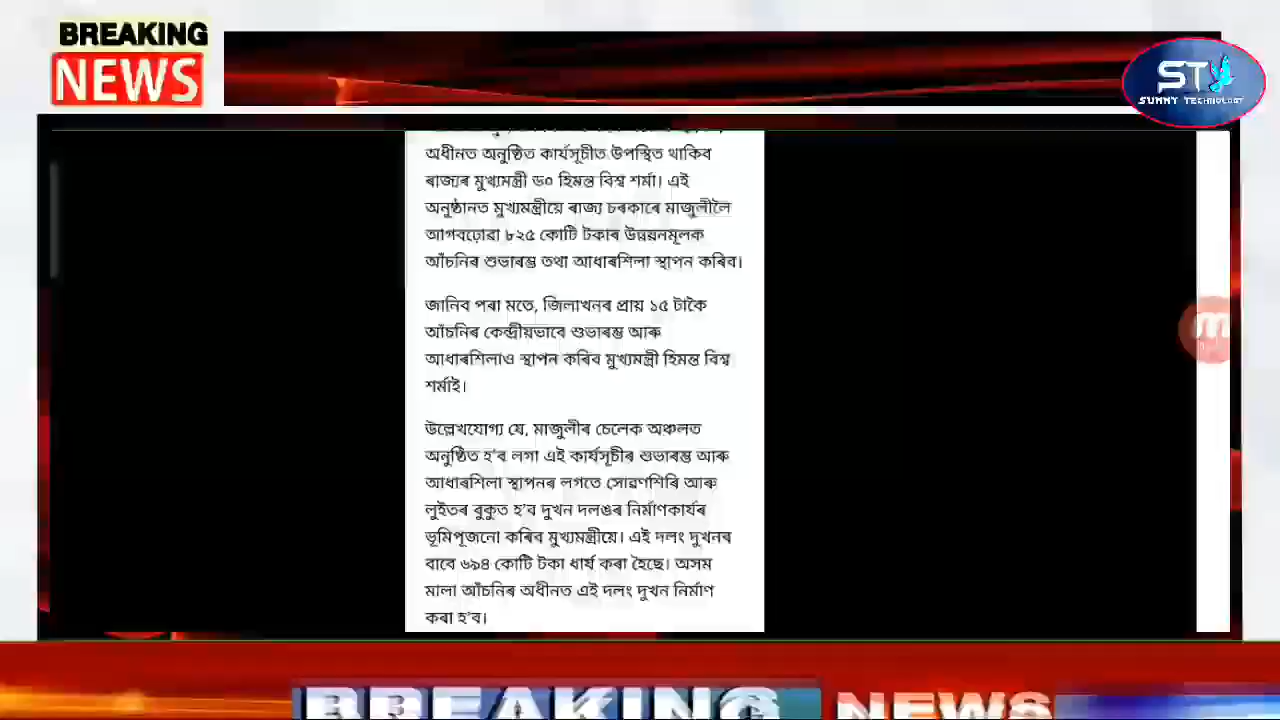 BREAKING
NEWS
ST
SUNNY TECHNOLOGY
অধীনত অনুষ্ঠিত কাৰ্যসূচীত উপস্থিত থাকিব
ৰাজ্যৰ মুখ্যমন্ত্ৰী ড০ হিমন্ত বিশ্ব শৰ্মা। এই
অনুষ্ঠানত মুখ্যমন্ত্ৰীয়ে ৰাজ্য চৰকাৰে মাজুলীলৈ
আগবঢ়োৱা ৮২৫ কোটি টকাৰ উন্নয়নমূলক
আঁচনিৰ শুভাৰম্ভ তথা আধাৰশিলা স্থাপন কৰিব।
জানিব পৰা মতে, জিলাখনৰ প্ৰায় ১৫ টাকৈ
আঁচনিৰ কেন্দ্ৰীয়ভাবে শুভাৰম্ভ আৰু
আধাৰশিলাও স্থাপন কৰিব মুখ্যমন্ত্ৰী হিমন্ত বিশ্ব
শৰ্মাই।
উল্লেখযোগ্য যে, মাজুলীৰ চেলেক অঞ্চলত
অনুষ্ঠিত হ'ব লগা এই কাৰ্যসূচীৰ শুভাৰম্ভ আৰু
আধাৰশিলা স্থাপনৰ লগতে সোৱণশিৰি আৰু
লুইতৰ বুকুত হ'ব দুখন দলঙৰ নিৰ্মাণকাৰ্যৰ
ভূমিপূজনো কৰিব মুখ্যমন্ত্ৰীয়ে। এই দলং দুখনৰ
বাবে ৬৯৪ কোটি টকা ধাৰ্য কৰা হৈছে। অসম
মালা আঁচনিৰ অধীনত এই দলং দুখন নিৰ্মাণ
কৰা হ'ব।
BREAKING NEWS